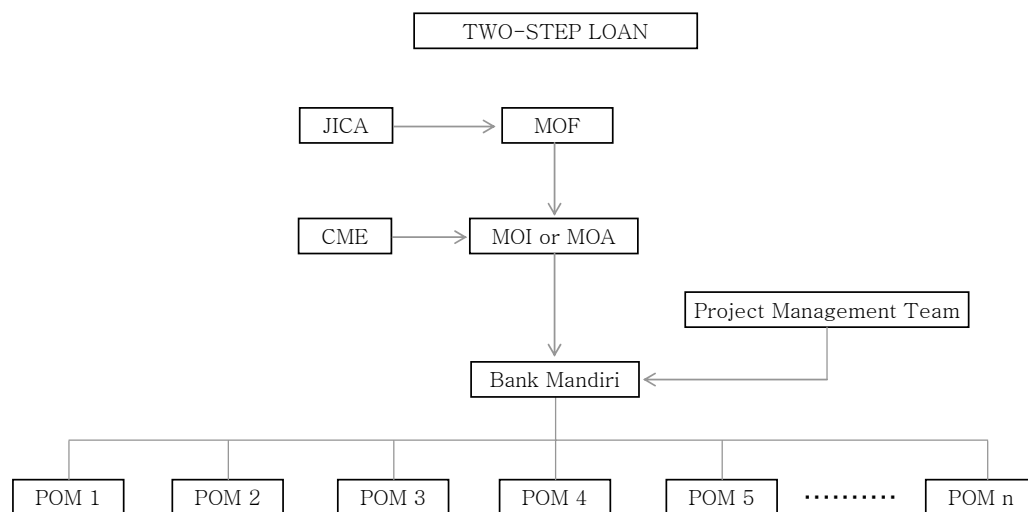 TWO-STEP LOAN
JICA
MOF
CME
MOI or MOA
Project Management Team
Bank Mandiri
POM 1
POM 2
POM 3
POM 4
POM 5
··········
POM n